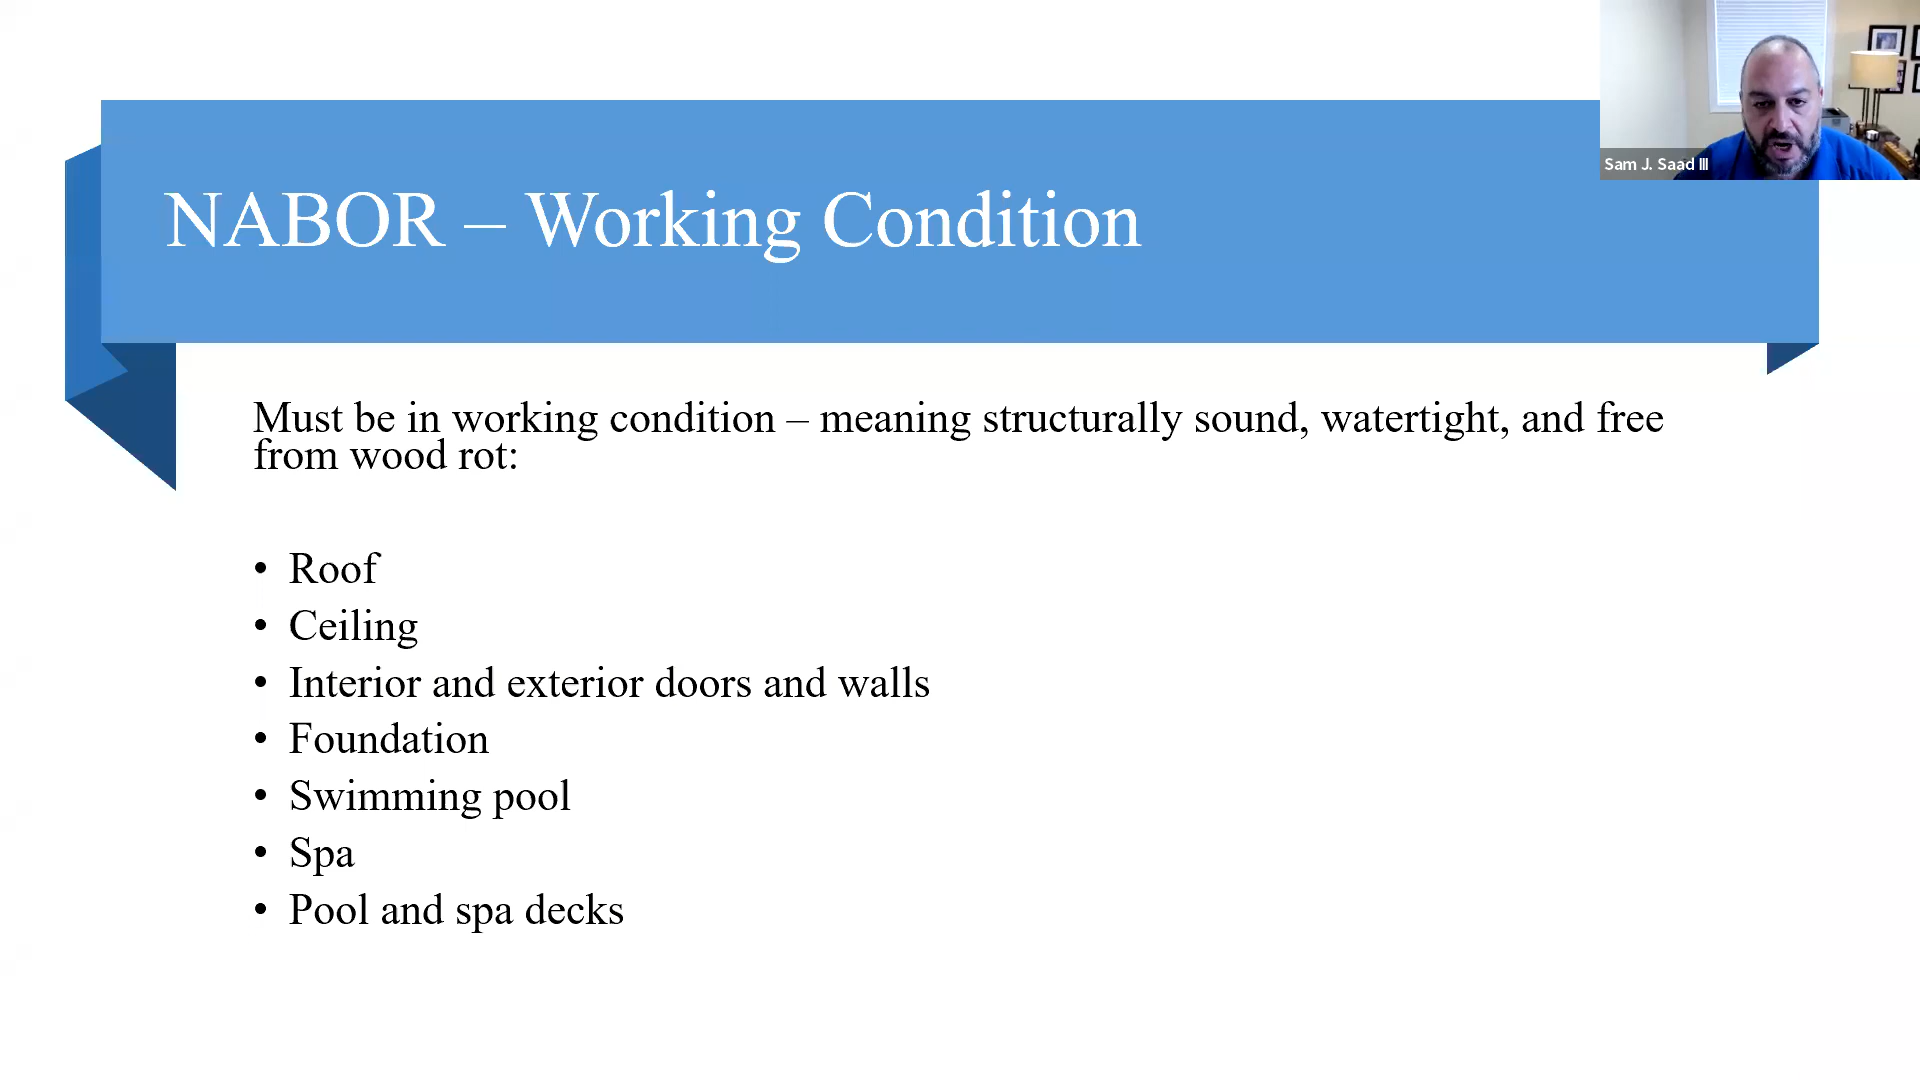 Sam J. Saad III
NABOR – Working Condition
Must be in working condition – meaning structurally sound, watertight, and free
from wood rot:
• Roof
• Ceiling
• Interior and exterior doors and walls
• Foundation
• Swimming pool
• Spa
• Pool and spa decks